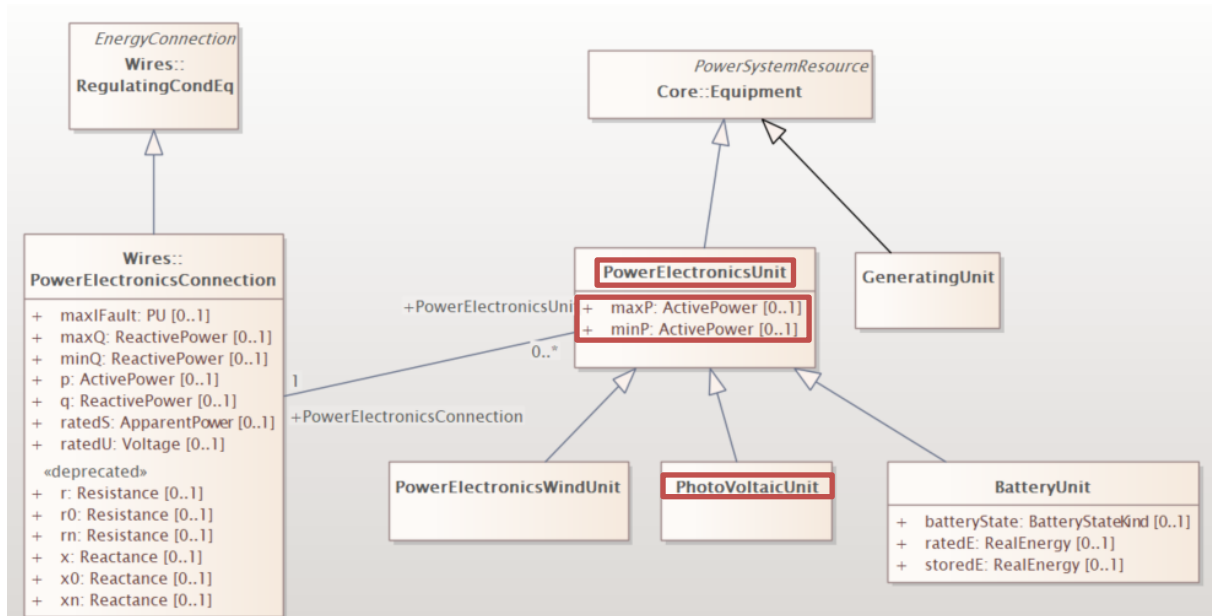 EnergyConnection
Wires::
RegulatingCondEq
PowerSystemResource
Core::Equipment
Wires::
PowerElectronicsConnection
+ maxIFault: PU [0..1]
+ maxQ: ReactivePower [0..1]
+ minQ: ReactivePower [0..1]
+ p: ActivePower [0..1]
+ q: ReactivePower [0..1]
+ ratedS: ApparentPower [0..1]
+ ratedU: Voltage [0..1]
«deprecated»
+ r: Resistance [0..1]
+ r0: Resistance [0..1]
+ rn: Resistance [0..1]
+ x: Reactance [0..1]
+ x0: Reactance [0..1]
+ xn: Reactance [0..1]
1
+PowerElectronicsConnection
+PowerElectronicsUnit
0..*
PowerElectronicsUnit
+ maxP: ActivePower [0..1]
+ minP: ActivePower [0..1]
GeneratingUnit
PowerElectronicsWindUnit
PhotoVoltaicUnit
BatteryUnit
+ batteryState: BatteryStateKind [0..1]
+ ratedE: RealEnergy [0..1]
+ storedE: RealEnergy [0..1]